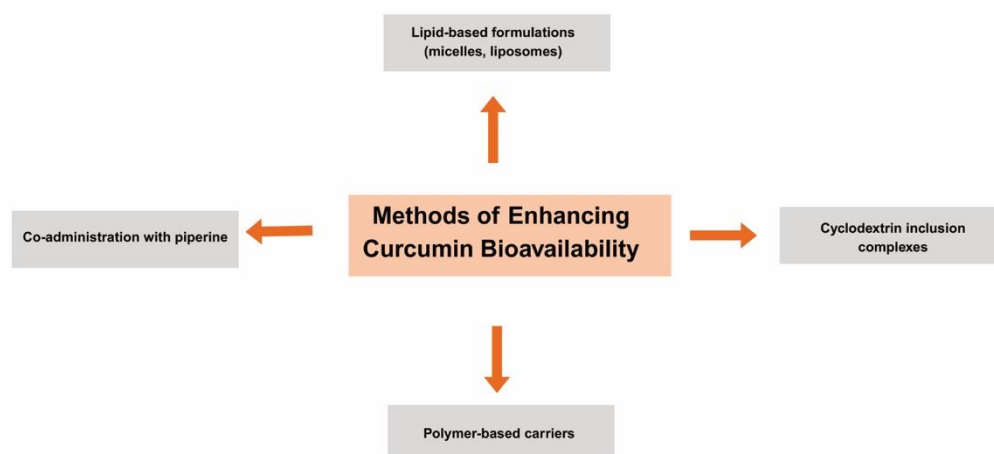 Lipid-based formulations
(micelles, liposomes)
Methods of Enhancing
Curcumin Bioavailability
Co-administration with piperine
Cyclodextrin inclusion
complexes
Polymer-based carriers